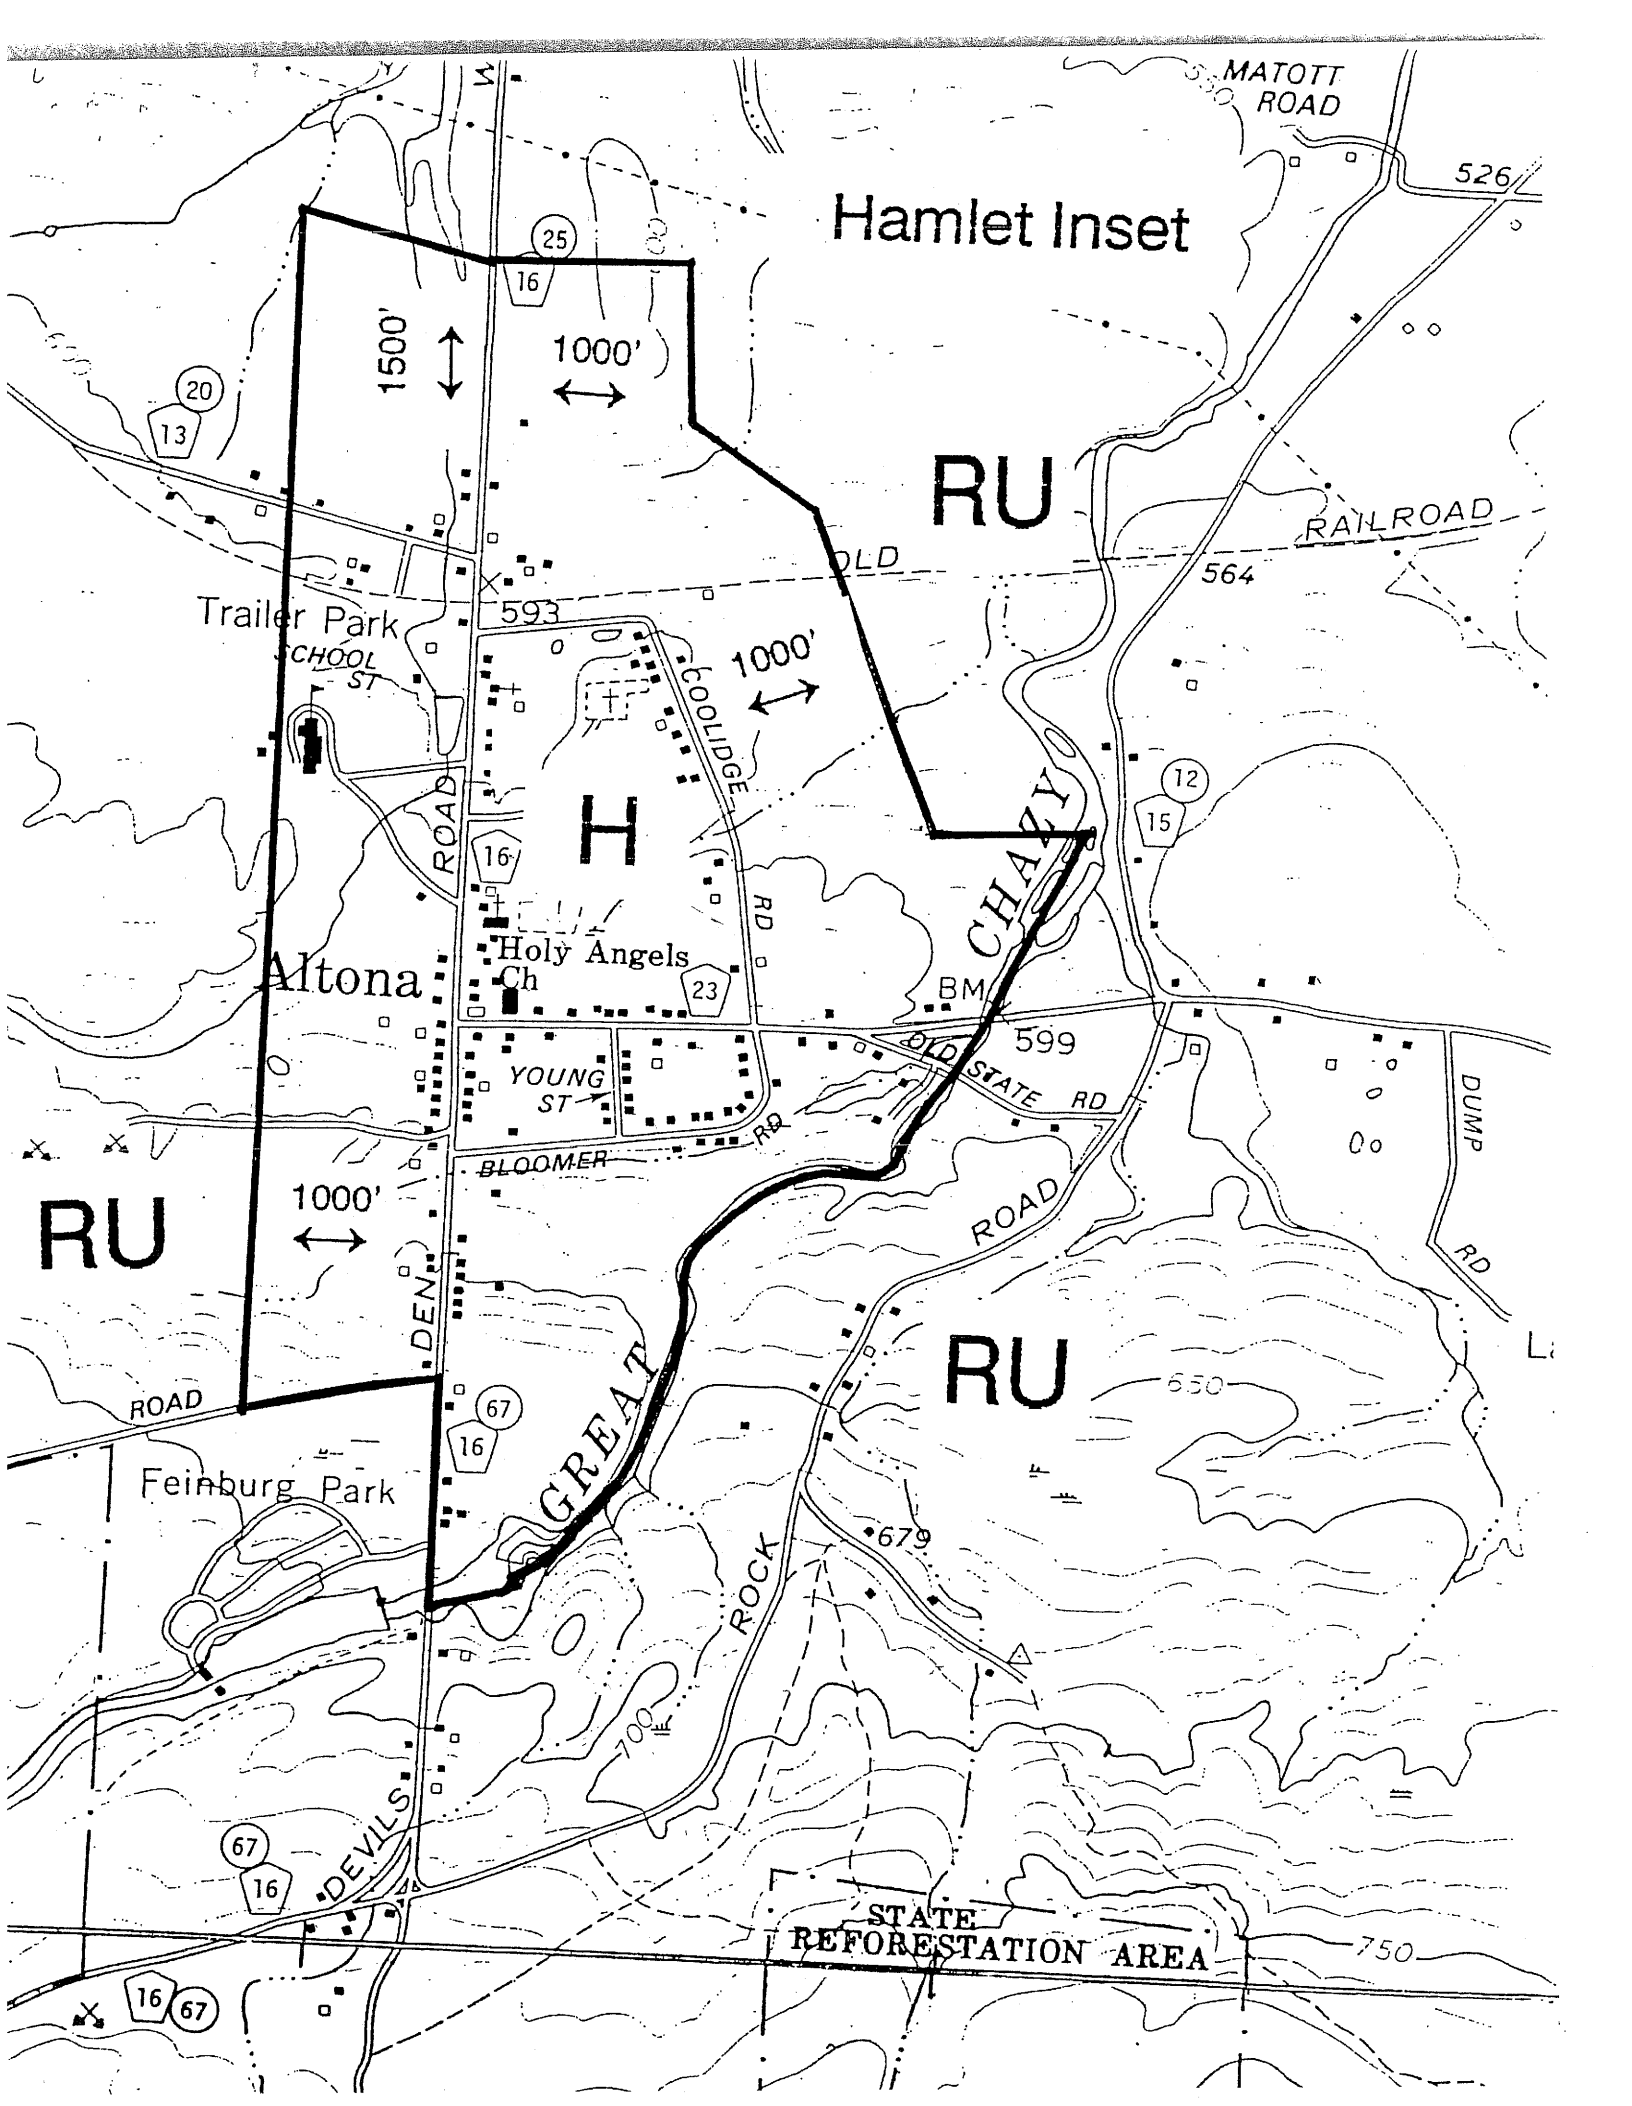 MATOTT
ROAD
526
Hamlet Inset
25
16
1500'
1000'
20
13
RU
RAILROAD
OLD
564
593
Trailer Park
SCHOOL
ST
1000'
COOLIDGE
CHAZY
12
15
ROAD
H
16
RD
Holy Angels
Ch
Altona
23
BM
599
OLD STATE RD
YOUNG
ST
DUMP
RD
BLOOMER RD
1000'
ROAD
RU
RD
DEN
RU
650
ROAD
67
16
GREAT
Feinburg Park
679
ROCK
700
DEVILS
67
16
STATE
REFORESTATION AREA
750
16
67